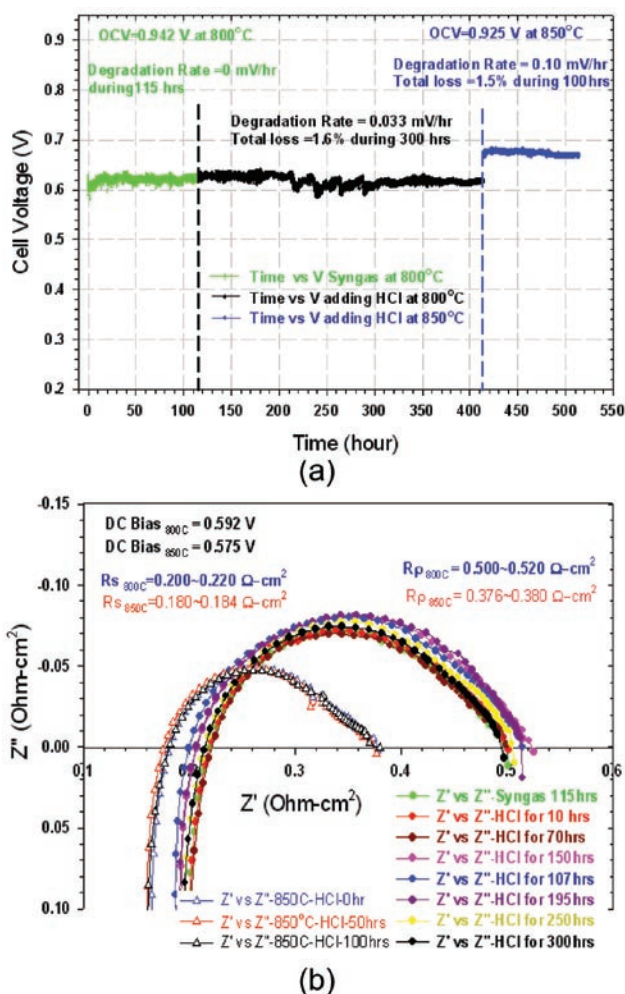 OCV=0.942 V at 800°C
OCV=0.925 V at 850°C
Degradation Rate =0 mV/hr
during115 hrs
Degradation Rate = 0.10 mV/hr
Total loss =1.5% during 100hrs
Degradation Rate = 0.033 mV/hr
Total loss =1.6% during 300 hrs
Cell Voltage (V)
0.9
0.8
0.7
0.6
0.5
0.4
0.3
0.2
Time vs V Syngas at 800°C
Time vs V adding HCl at 800°C
Time vs V adding HCl at 850°C
0 50 100 150 200 250 300 350 400 450 500 550
Time (hour)
(a)
-0.15
-0.10
-0.05
0.00
0.05
0.10
Z" (Ohm-cm²)
DC Bias 800C = 0.592 V
DC Bias 850C = 0.575 V
Rs 800C=0.200~0.220 Ω-cm²
Rs 850C=0.180~0.184 Ω-cm²
Rρ 800C= 0.500~0.520 Ω-cm²
Rρ 850C= 0.376~0.380 Ω-cm²
0.1 0.3 0.4 0.5 0.6
Z' (Ohm-cm²)
Z' vs Z"-Syngas 115hrs
Z' vs Z"-HCl for 10 hrs
Z' vs Z"-HCl for 70hrs
Z' vs Z"-HCl for 150hrs
Z' vs Z"-HCl for 107hrs
Z' vs Z"-HCl for 195hrs
Z' vs Z"-HCl for 250hrs
Z' vs Z"-HCl for 300hrs
Z' vs Z"-850C-HCl-0hr
Z' vs Z"-850°C-HCl-50hrs
Z' vs Z"-850C-HCl-100hrs
(b)